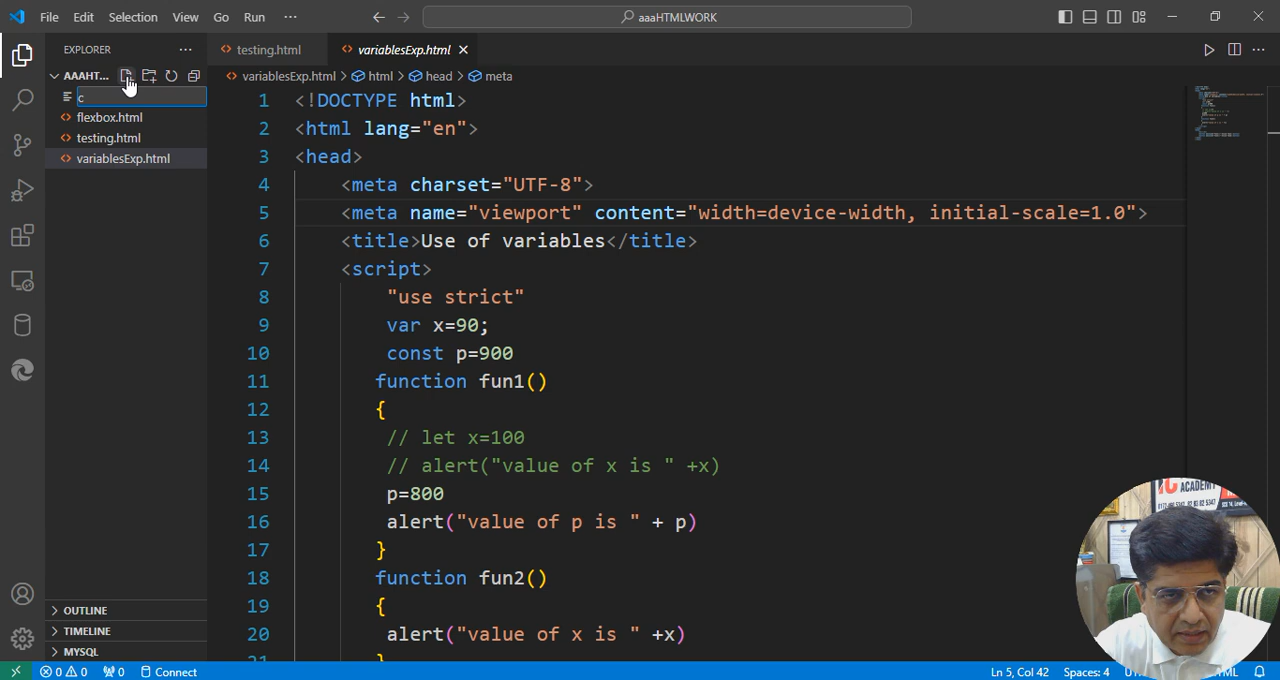 File Edit Selection View Go Run ···
aaaHTMLWORK
EXPLORER
AAAHT...
c
flexbox.html
testing.html
variablesExp.html
OUTLINE
TIMELINE
MYSQL
testing.html
variablesExp.html
variablesExp.html > html > head > meta
1 <!DOCTYPE html>
2 <html lang="en">
3 <head>
4 <meta charset="UTF-8">
5 <meta name="viewport" content="width=device-width, initial-scale=1.0">
6 <title>Use of variables</title>
7 <script>
8 "use strict"
9 var x=90;
10 const p=900
11 function fun1()
12 {
13 // let x=100
14 // alert("value of x is " +x)
15 p=800
16 alert("value of p is " + p)
17 }
18 function fun2()
19 {
20 alert("value of x is " +x)
21 }
ACADEMY
0 0 0 Connect
Ln 5, Col 42 Spaces: 4